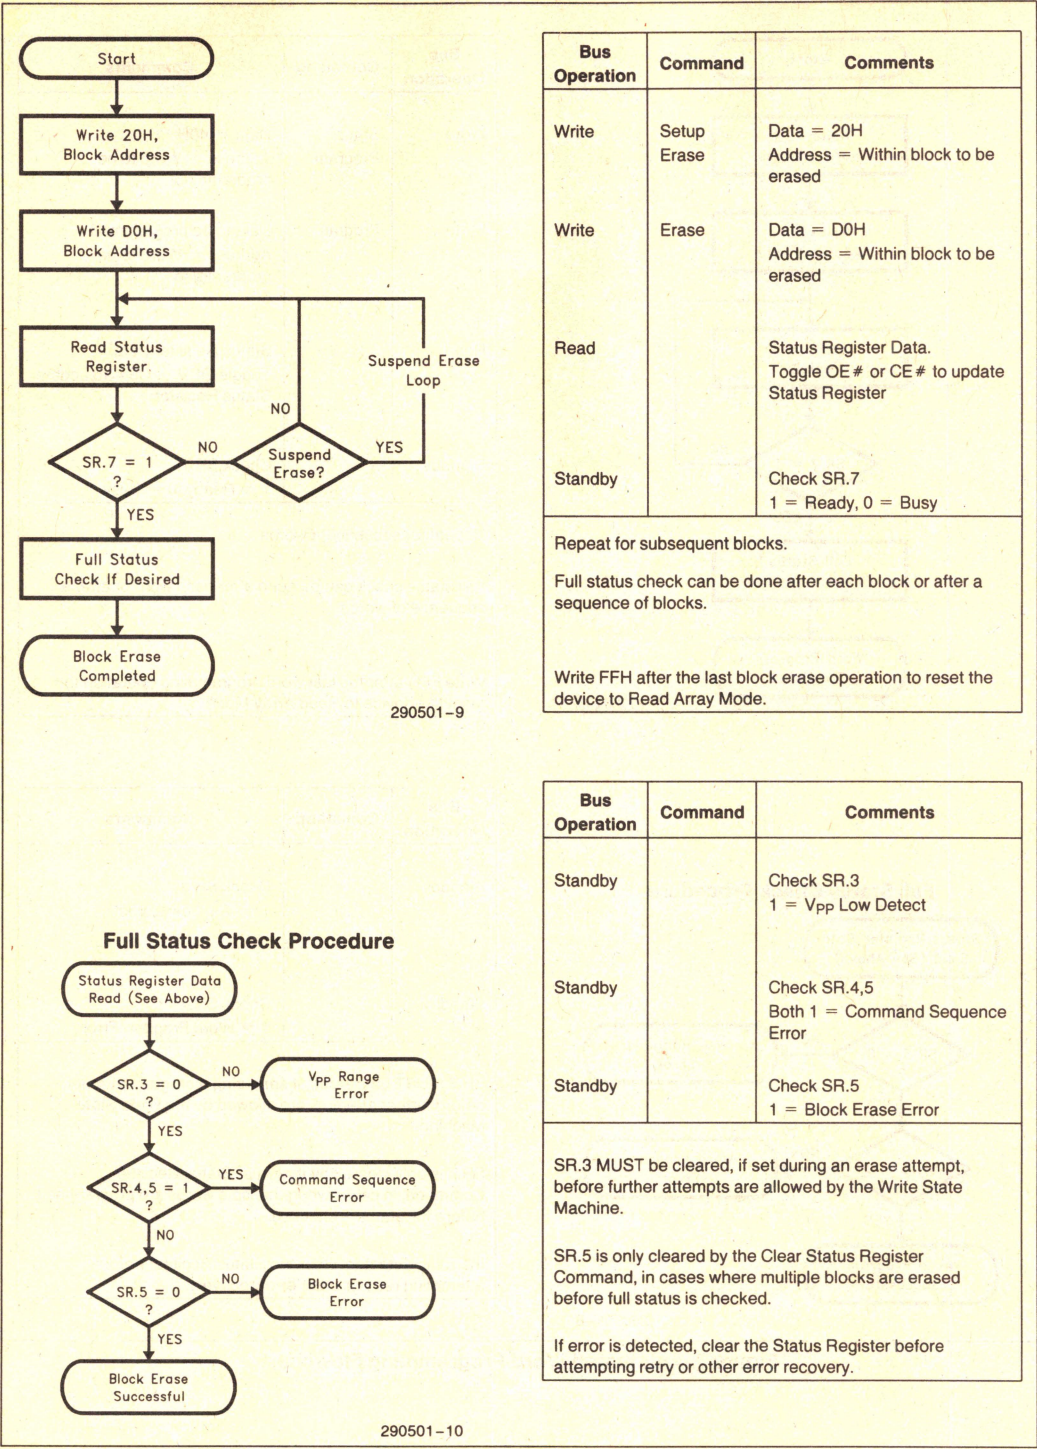 Start
Write 20H,
Block Address
Write D0H,
Block Address
Read Status
Register
Suspend Erase
Loop
NO
SR.7 = 1
?
NO
Suspend
Erase?
YES
YES
Full Status
Check If Desired
Block Erase
Completed
290501–9
Bus
Operation
Command
Comments
Write
Setup
Erase
Data = 20H
Address = Within block to be
erased
Write
Erase
Data = D0H
Address = Within block to be
erased
Read
Status Register Data.
Toggle OE# or CE# to update
Status Register
Standby
Check SR.7
1 = Ready, 0 = Busy
Repeat for subsequent blocks.
Full status check can be done after each block or after a
sequence of blocks.
Write FFH after the last block erase operation to reset the
device to Read Array Mode.
Full Status Check Procedure
Status Register Data
Read (See Above)
SR.3 = 0
?
NO
VPP Range
Error
YES
SR.4,5 = 1
?
YES
Command Sequence
Error
NO
SR.5 = 0
?
NO
Block Erase
Error
YES
Block Erase
Successful
290501–10
Bus
Operation
Command
Comments
Standby
Check SR.3
1 = VPP Low Detect
Standby
Check SR.4,5
Both 1 = Command Sequence
Error
Standby
Check SR.5
1 = Block Erase Error
SR.3 MUST be cleared, if set during an erase attempt,
before further attempts are allowed by the Write State
Machine.
SR.5 is only cleared by the Clear Status Register
Command, in cases where multiple blocks are erased
before full status is checked.
If error is detected, clear the Status Register before
attempting retry or other error recovery.